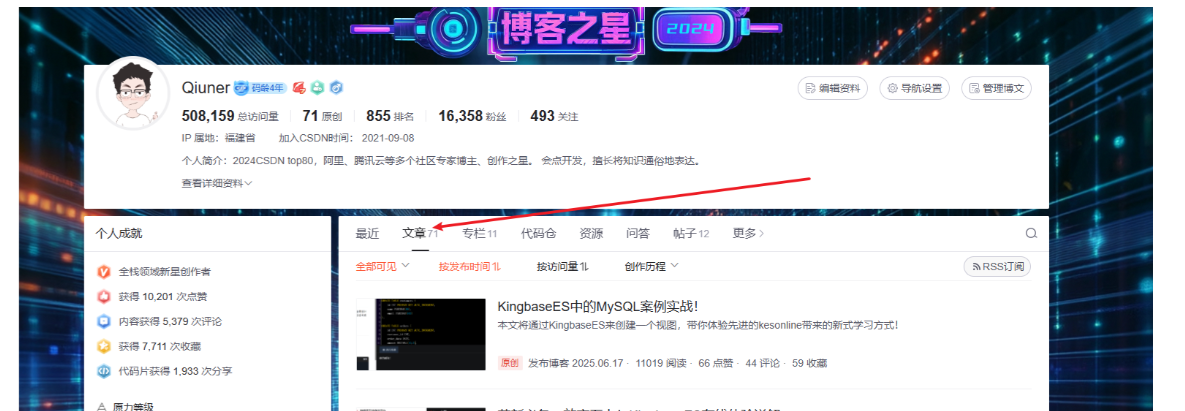 博客之星 2024
Qiuner 码龄4年
编辑资料 导航设置 管理博文
508,159 总访问量 71 原创 855 排名 16,358 粉丝 493 关注
IP 属地：福建省 加入CSDN时间： 2021-09-08
个人简介：2024CSDN top80，阿里、腾讯云等多个社区专家博主、创作之星。 会点开发，擅长将知识通俗地表达。
查看详细资料
个人成就
全栈领域新星创作者
获得 10,201 次点赞
内容获得 5,379 次评论
获得 7,711 次收藏
代码片获得 1,933 次分享
原力等级
最近 文章 71 专栏 11 代码仓 资源 问答 帖子 12 更多
全部可见 按发布时间 按访问量 创作历程 RSS订阅
KingbaseES中的MySQL案例实战！
本文将通过KingbaseES来创建一个视图，带你体验先进的kesonline带来的新式学习方式！
原创 发布博客 2025.06.17 · 11019 阅读 · 66 点赞 · 44 评论 · 59 收藏